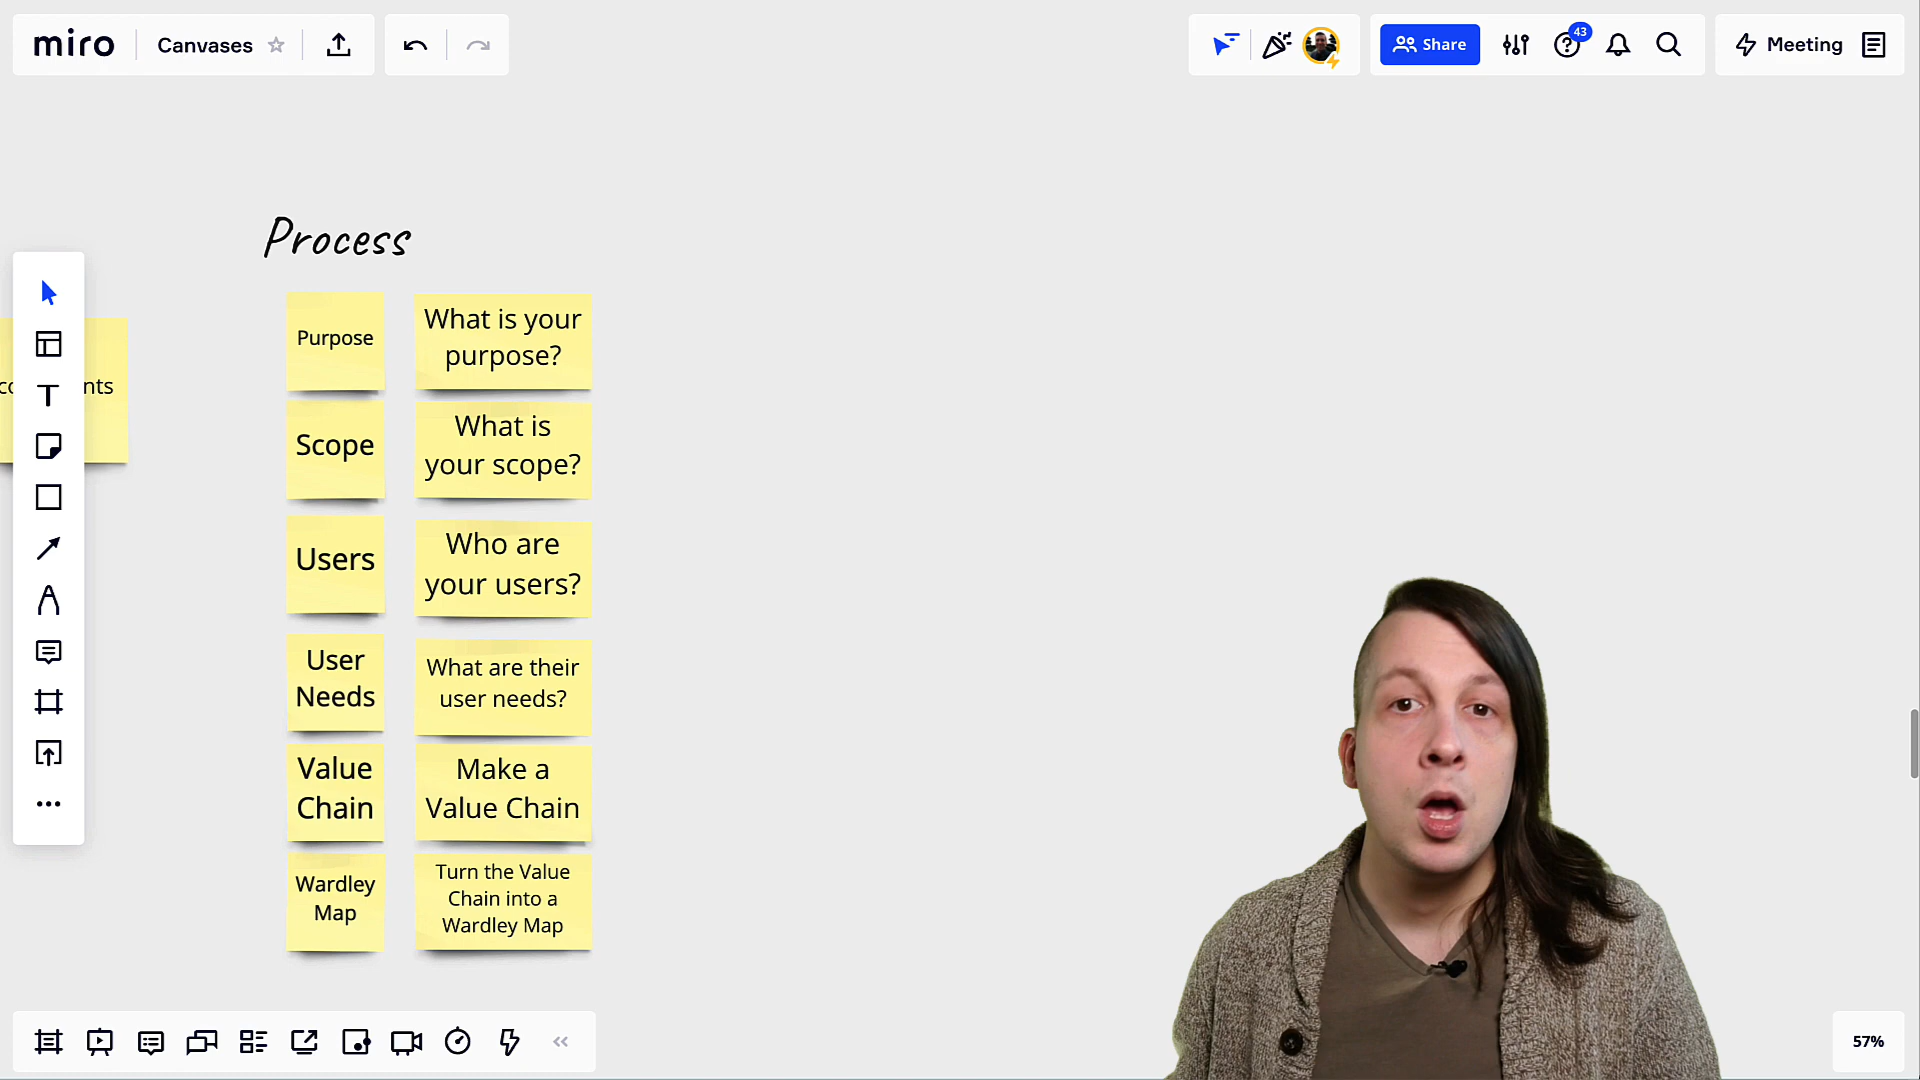 miro
Canvases
Share
43
Meeting
Process
Purpose
What is your
purpose?
Scope
What is
your scope?
nts
Users
Who are
your users?
User
Needs
What are their
user needs?
Value
Chain
Make a
Value Chain
Wardley
Map
Turn the Value
Chain into a
Wardley Map
57%